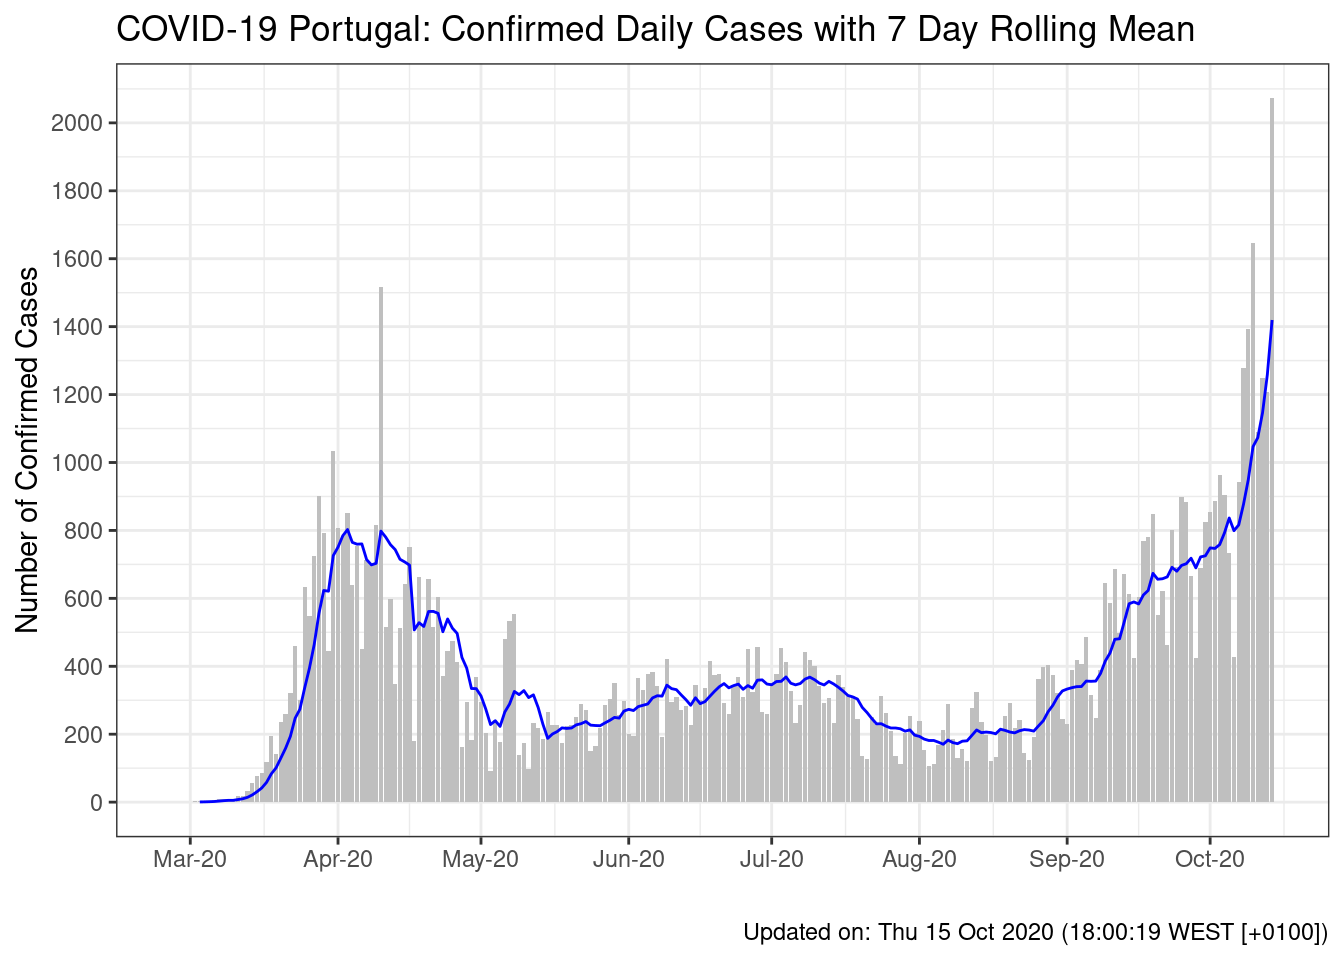 COVID-19 Portugal: Confirmed Daily Cases with 7 Day Rolling Mean
Number of Confirmed Cases
2000
1800
1600
1400
1200
1000
800
600
400
200
0
Mar-20 Apr-20 May-20 Jun-20 Jul-20 Aug-20 Sep-20 Oct-20
Updated on: Thu 15 Oct 2020 (18:00:19 WEST [+0100])